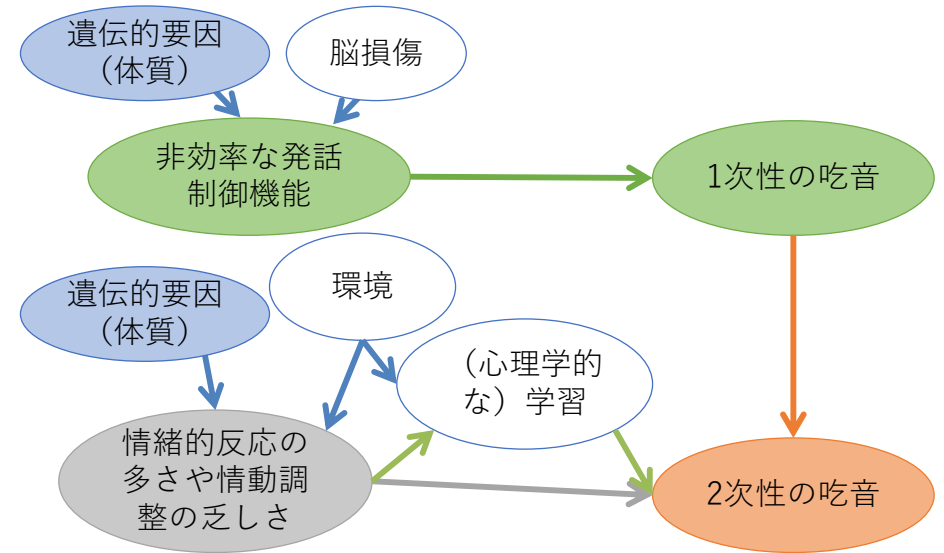 遺伝的要因
（体質）
脳損傷
非効率な発話
制御機能
1次性の吃音
遺伝的要因
（体質）
環境
（心理学的
な）学習
情緒的反応の
多さや情動調
整の乏しさ
2次性の吃音